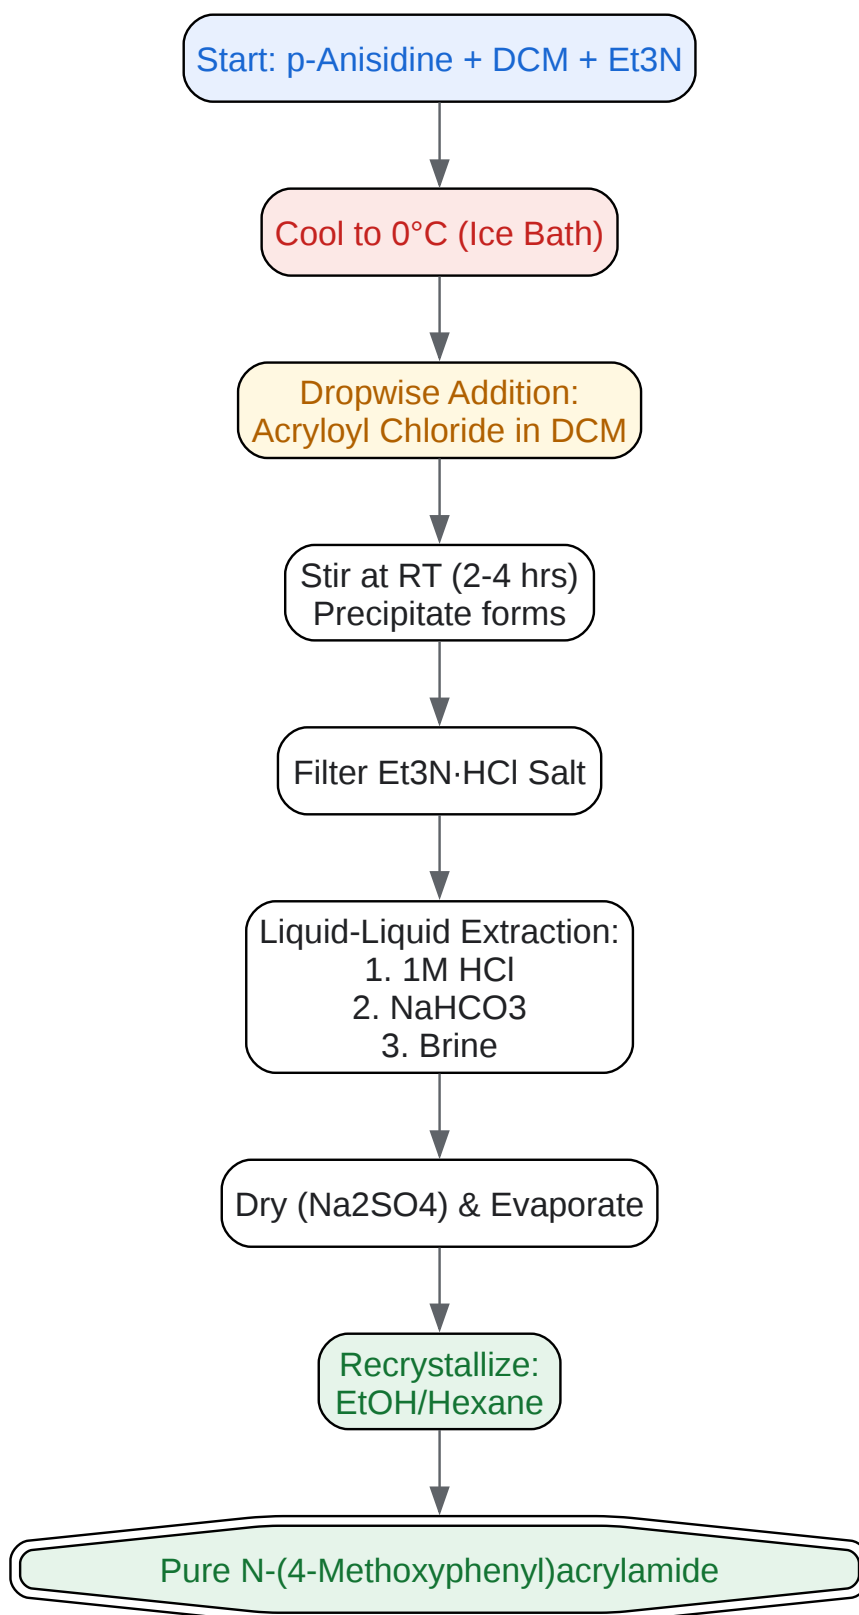 Start: p-Anisidine + DCM + Et3N
Cool to 0°C (Ice Bath)
Dropwise Addition:
Acryloyl Chloride in DCM
Stir at RT (2-4 hrs)
Precipitate forms
Filter Et3N·HCl Salt
Liquid-Liquid Extraction:
1. 1M HCl
2. NaHCO3
3. Brine
Dry (Na2SO4) & Evaporate
Recrystallize:
EtOH/Hexane
Pure N-(4-Methoxyphenyl)acrylamide